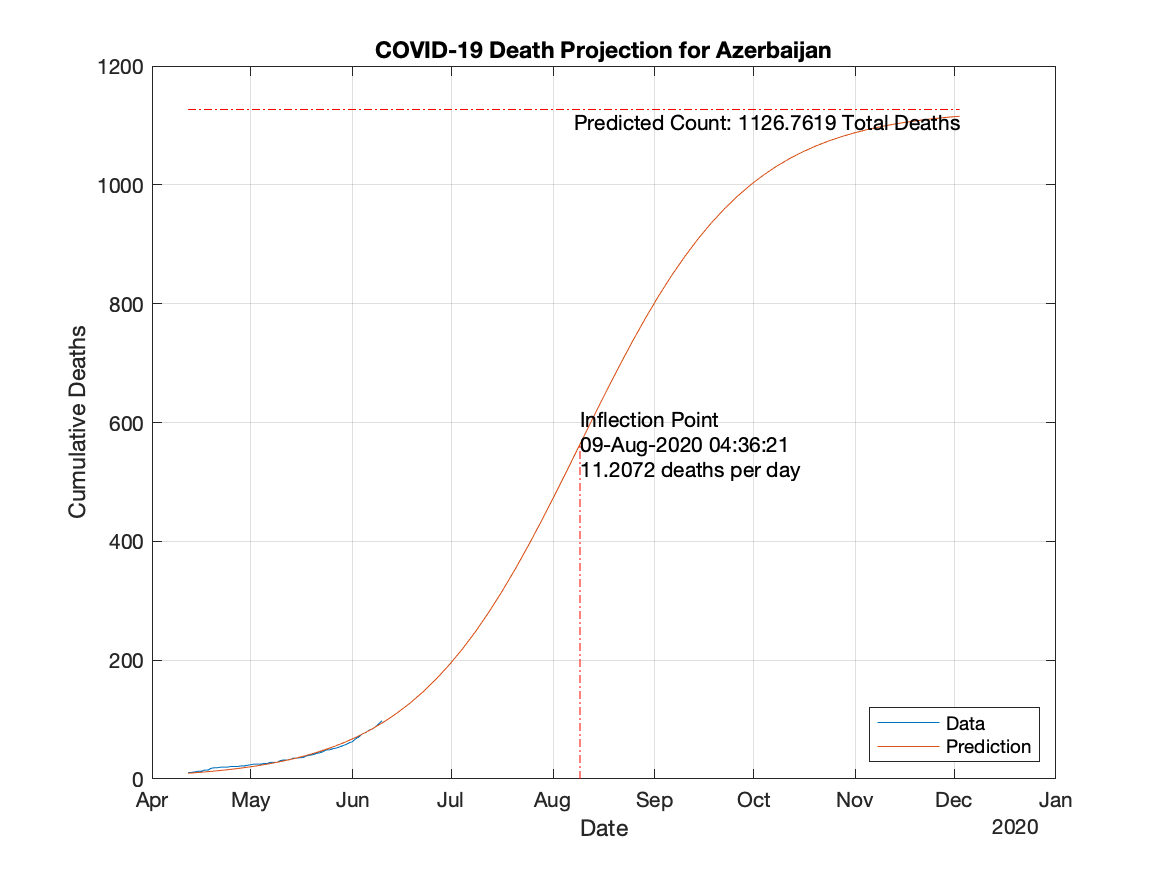 COVID-19 Death Projection for Azerbaijan
1200
Predicted Count: 1126.7619 Total Deaths
1000
800
600
400
200
0
Cumulative Deaths
Inflection Point
09-Aug-2020 04:36:21
11.2072 deaths per day
Data
Prediction
Apr May Jun Jul Aug Sep Oct Nov Dec Jan
Date
2020